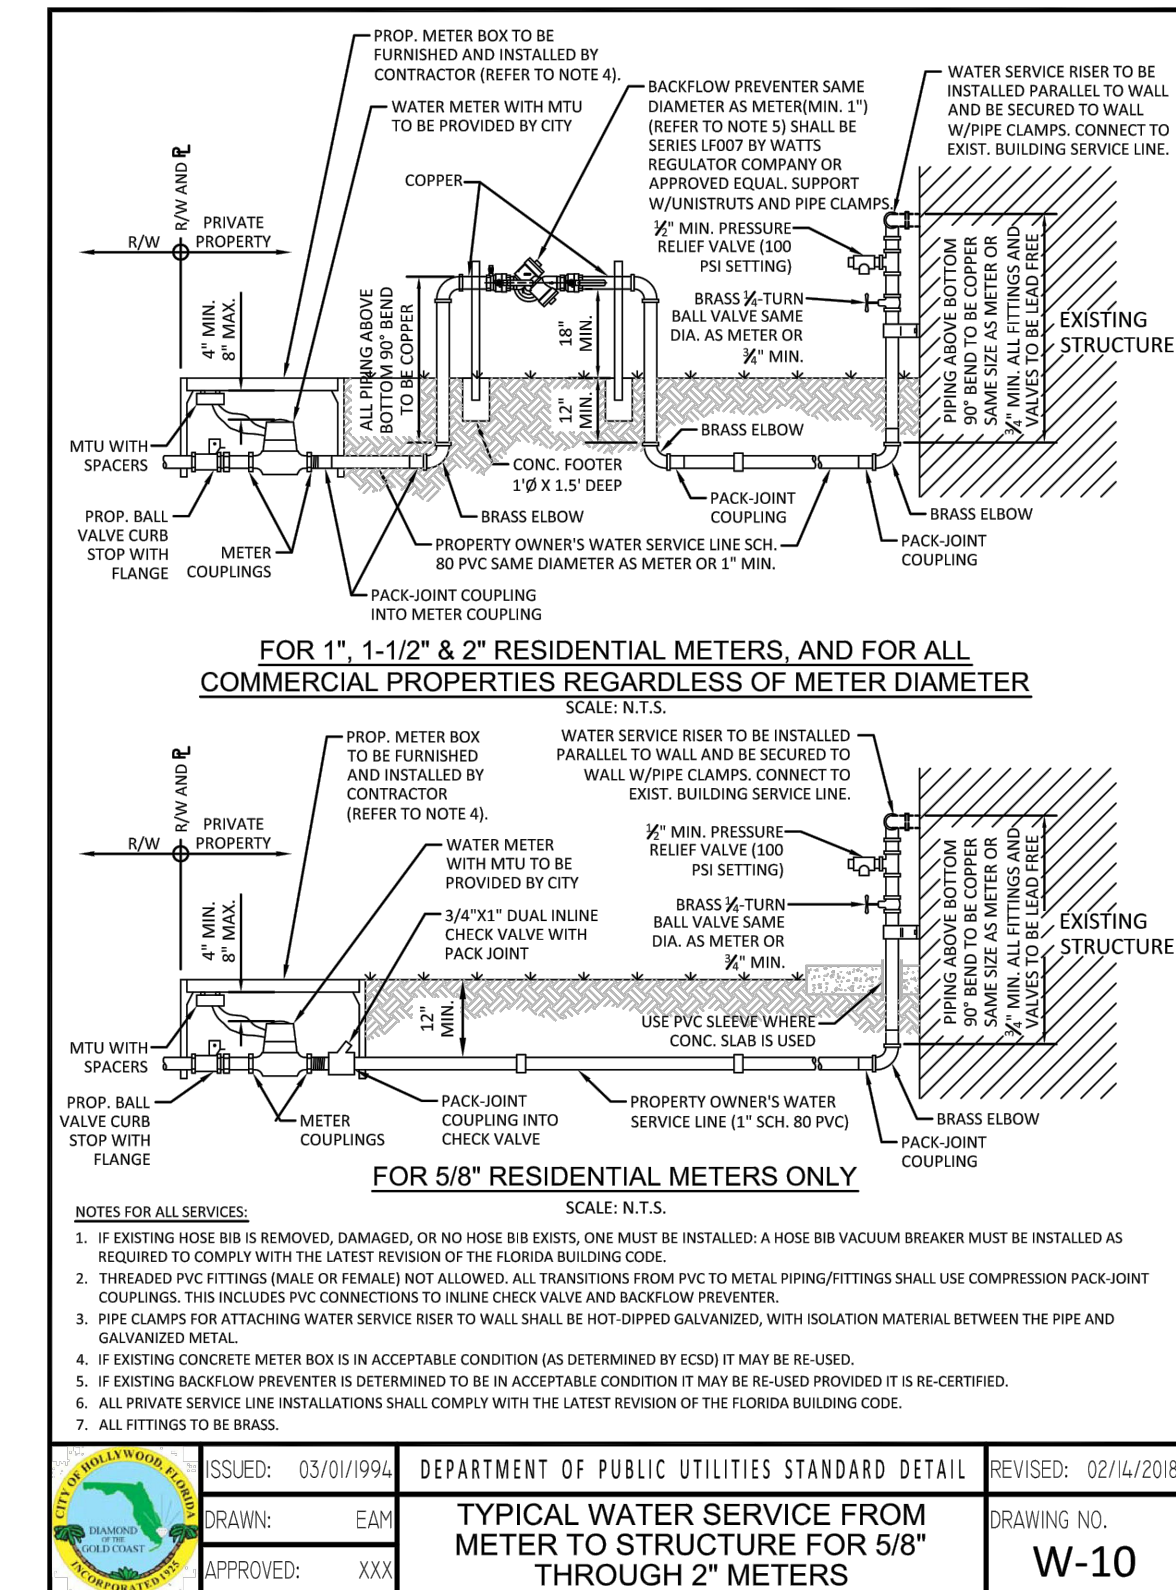 PROP. METER BOX TO BE
FURNISHED AND INSTALLED BY
CONTRACTOR (REFER TO NOTE 4).
WATER METER WITH MTU
TO BE PROVIDED BY CITY
COPPER
BACKFLOW PREVENTER SAME
DIAMETER AS METER(MIN. 1")
(REFER TO NOTE 5) SHALL BE
SERIES LF007 BY WATTS
REGULATOR COMPANY OR
APPROVED EQUAL. SUPPORT
W/UNISTRUTS AND PIPE CLAMPS.
WATER SERVICE RISER TO BE
INSTALLED PARALLEL TO WALL
AND BE SECURED TO WALL
W/PIPE CLAMPS. CONNECT TO
EXIST. BUILDING SERVICE LINE.
R/W AND PL
R/W
PRIVATE
PROPERTY
4" MIN.
8" MAX.
ALL PIPING ABOVE
BOTTOM 90° BEND
TO BE COPPER
18"
MIN.
12"
MIN.
½" MIN. PRESSURE
RELIEF VALVE (100
PSI SETTING)
BRASS ¼-TURN
BALL VALVE SAME
DIA. AS METER OR
¾" MIN.
PIPING ABOVE BOTTOM
90° BEND TO BE COPPER
SAME SIZE AS METER OR
¾" MIN. ALL FITTINGS AND
VALVES TO BE LEAD FREE
EXISTING
STRUCTURE
MTU WITH
SPACERS
PROP. BALL
VALVE CURB
STOP WITH
FLANGE
METER
COUPLINGS
CONC. FOOTER
1'Ø X 1.5' DEEP
BRASS ELBOW
BRASS ELBOW
PACK-JOINT
COUPLING
BRASS ELBOW
PACK-JOINT
COUPLING
PROPERTY OWNER'S WATER SERVICE LINE SCH.
80 PVC SAME DIAMETER AS METER OR 1" MIN.
PACK-JOINT COUPLING
INTO METER COUPLING
FOR 1", 1-1/2" & 2" RESIDENTIAL METERS, AND FOR ALL
COMMERCIAL PROPERTIES REGARDLESS OF METER DIAMETER
SCALE: N.T.S.
PROP. METER BOX
TO BE FURNISHED
AND INSTALLED BY
CONTRACTOR
(REFER TO NOTE 4).
WATER METER
WITH MTU TO BE
PROVIDED BY CITY
3/4"X1" DUAL INLINE
CHECK VALVE WITH
PACK JOINT
WATER SERVICE RISER TO BE INSTALLED
PARALLEL TO WALL AND BE SECURED TO
WALL W/PIPE CLAMPS. CONNECT TO
EXIST. BUILDING SERVICE LINE.
R/W AND PL
R/W
PRIVATE
PROPERTY
4" MIN.
8" MAX.
12"
MIN.
½" MIN. PRESSURE
RELIEF VALVE (100
PSI SETTING)
BRASS ¼-TURN
BALL VALVE SAME
DIA. AS METER OR
¾" MIN.
USE PVC SLEEVE WHERE
CONC. SLAB IS USED
PIPING ABOVE BOTTOM
90° BEND TO BE COPPER
SAME SIZE AS METER OR
¾" MIN. ALL FITTINGS AND
VALVES TO BE LEAD FREE
EXISTING
STRUCTURE
MTU WITH
SPACERS
PROP. BALL
VALVE CURB
STOP WITH
FLANGE
METER
COUPLINGS
PACK-JOINT
COUPLING INTO
CHECK VALVE
PROPERTY OWNER'S WATER
SERVICE LINE (1" SCH. 80 PVC)
BRASS ELBOW
PACK-JOINT
COUPLING
FOR 5/8" RESIDENTIAL METERS ONLY
SCALE: N.T.S.
NOTES FOR ALL SERVICES:
1. IF EXISTING HOSE BIB IS REMOVED, DAMAGED, OR NO HOSE BIB EXISTS, ONE MUST BE INSTALLED: A HOSE BIB VACUUM BREAKER MUST BE INSTALLED AS
REQUIRED TO COMPLY WITH THE LATEST REVISION OF THE FLORIDA BUILDING CODE.
2. THREADED PVC FITTINGS (MALE OR FEMALE) NOT ALLOWED. ALL TRANSITIONS FROM PVC TO METAL PIPING/FITTINGS SHALL USE COMPRESSION PACK-JOINT
COUPLINGS. THIS INCLUDES PVC CONNECTIONS TO INLINE CHECK VALVE AND BACKFLOW PREVENTER.
3. PIPE CLAMPS FOR ATTACHING WATER SERVICE RISER TO WALL SHALL BE HOT-DIPPED GALVANIZED, WITH ISOLATION MATERIAL BETWEEN THE PIPE AND
GALVANIZED METAL.
4. IF EXISTING CONCRETE METER BOX IS IN ACCEPTABLE CONDITION (AS DETERMINED BY ECSD) IT MAY BE RE-USED.
5. IF EXISTING BACKFLOW PREVENTER IS DETERMINED TO BE IN ACCEPTABLE CONDITION IT MAY BE RE-USED PROVIDED IT IS RE-CERTIFIED.
6. ALL PRIVATE SERVICE LINE INSTALLATIONS SHALL COMPLY WITH THE LATEST REVISION OF THE FLORIDA BUILDING CODE.
7. ALL FITTINGS TO BE BRASS.
CITY OF HOLLYWOOD, FLORIDA
DIAMOND
OF THE
GOLD COAST
INCORPORATED 1925
ISSUED: 03/01/1994
DRAWN: EAM
APPROVED: XXX
DEPARTMENT OF PUBLIC UTILITIES STANDARD DETAIL
TYPICAL WATER SERVICE FROM
METER TO STRUCTURE FOR 5/8"
THROUGH 2" METERS
REVISED: 02/14/2018
DRAWING NO.
W-10